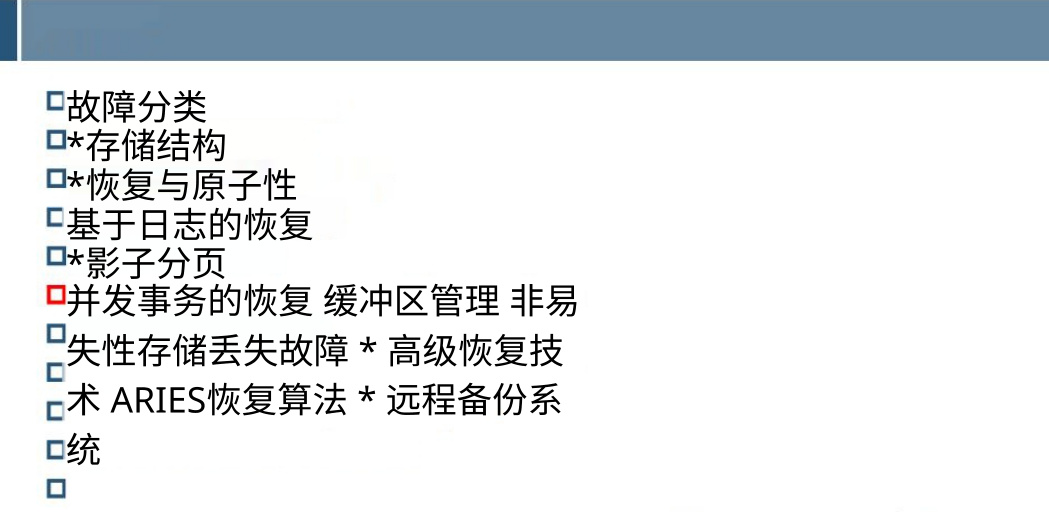 故障分类
*存储结构
*恢复与原子性
基于日志的恢复
*影子分页
并发事务的恢复 缓冲区管理 非易
失性存储丢失故障 * 高级恢复技
术 ARIES恢复算法 * 远程备份系
统